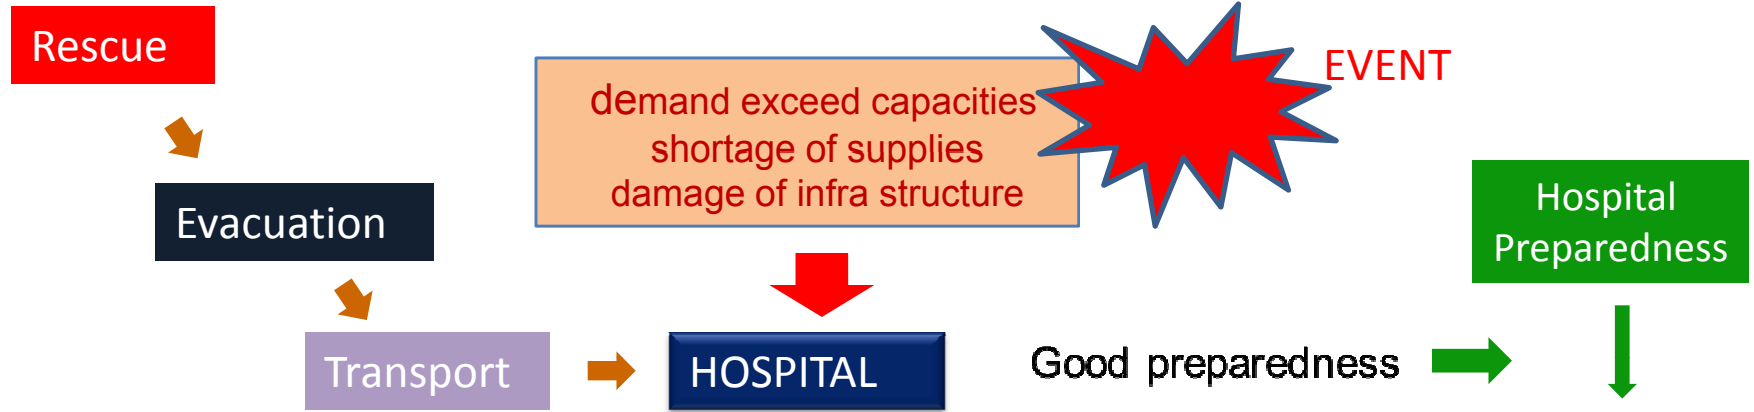 Rescue
EVENT
demand exceed capacities
shortage of supplies
damage of infra structure
Evacuation
Hospital
Preparedness
Transport
HOSPITAL
Good preparedness